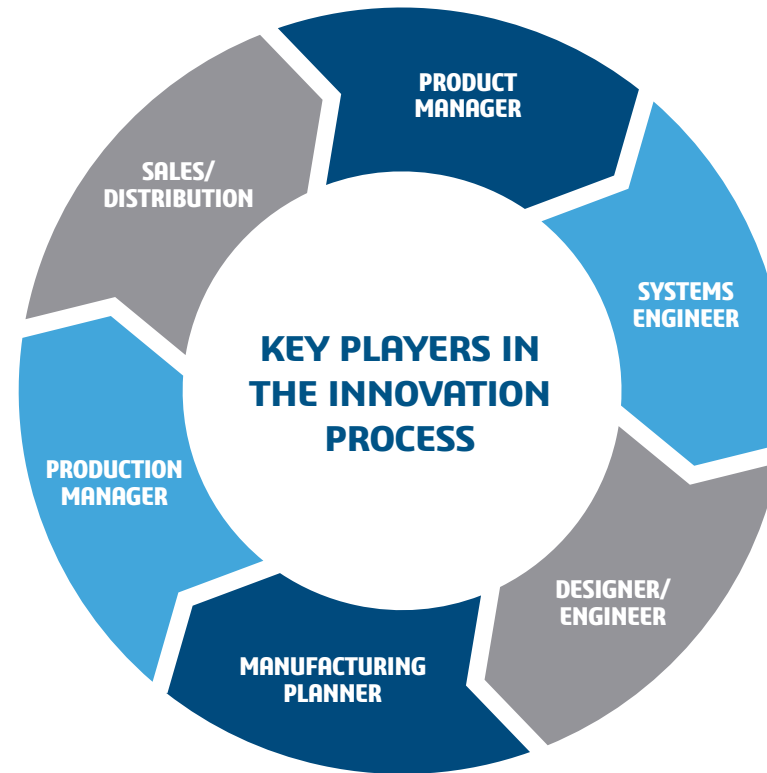 PRODUCT
MANAGER
SALES/
DISTRIBUTION
SYSTEMS
ENGINEER
KEY PLAYERS IN
THE INNOVATION
PROCESS
PRODUCTION
MANAGER
DESIGNER/
ENGINEER
MANUFACTURING
PLANNER